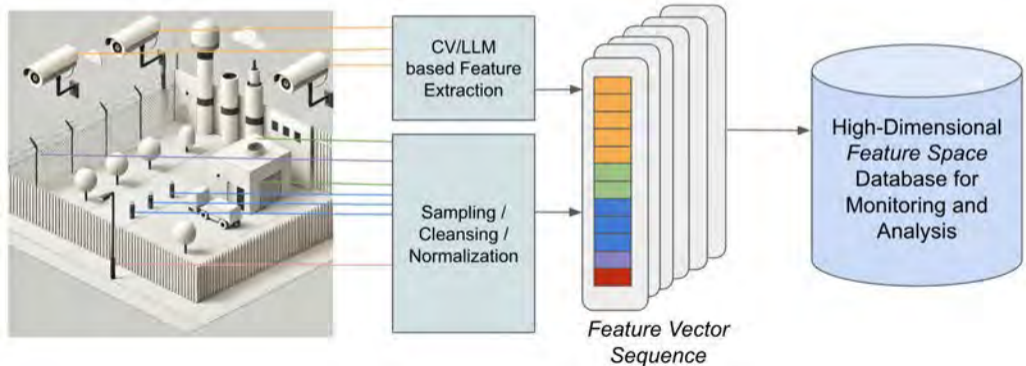 CV/LLM
based Feature
Extraction
Sampling /
Cleansing /
Normalization
Feature Vector
Sequence
High-Dimensional
Feature Space
Database for
Monitoring and
Analysis